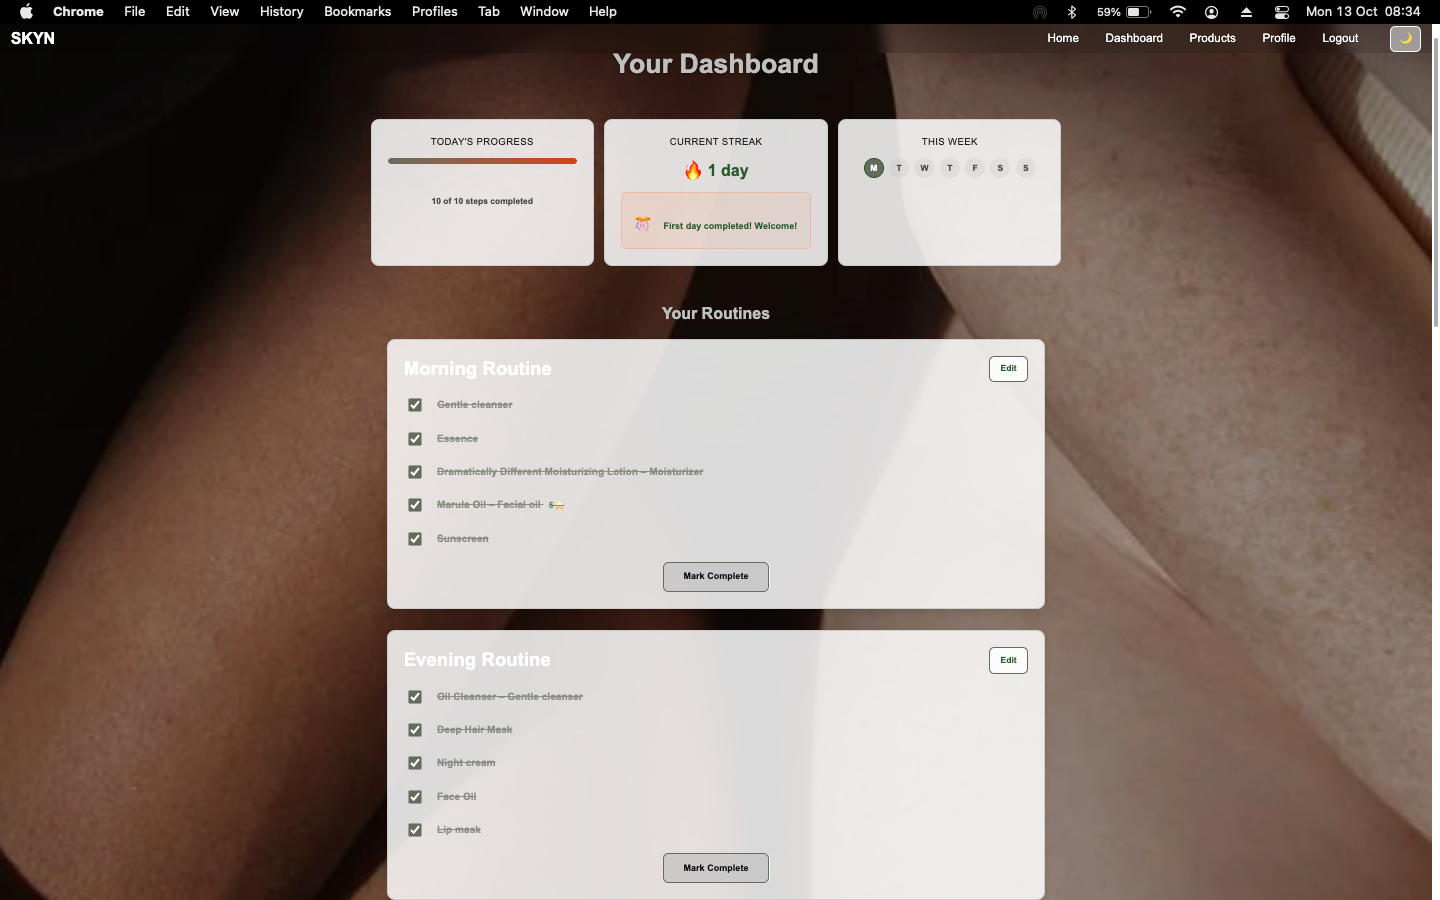 Chrome File Edit View History Bookmarks Profiles Tab Window Help 59% Mon 13 Oct 08:34
SKYN Home Dashboard Products Profile Logout
Your Dashboard
TODAY'S PROGRESS
10 of 10 steps completed
CURRENT STREAK
🔥 1 day
🎊 First day completed! Welcome!
THIS WEEK
M T W T F S S
Your Routines
Morning Routine
Edit
Gentle cleanser
Essence
Dramatically Different Moisturizing Lotion – Moisturizer
Marula Oil – Facial oil 5⭐
Sunscreen
Mark Complete
Evening Routine
Edit
Oil Cleanser – Gentle cleanser
Deep Hair Mask
Night cream
Face Oil
Lip mask
Mark Complete